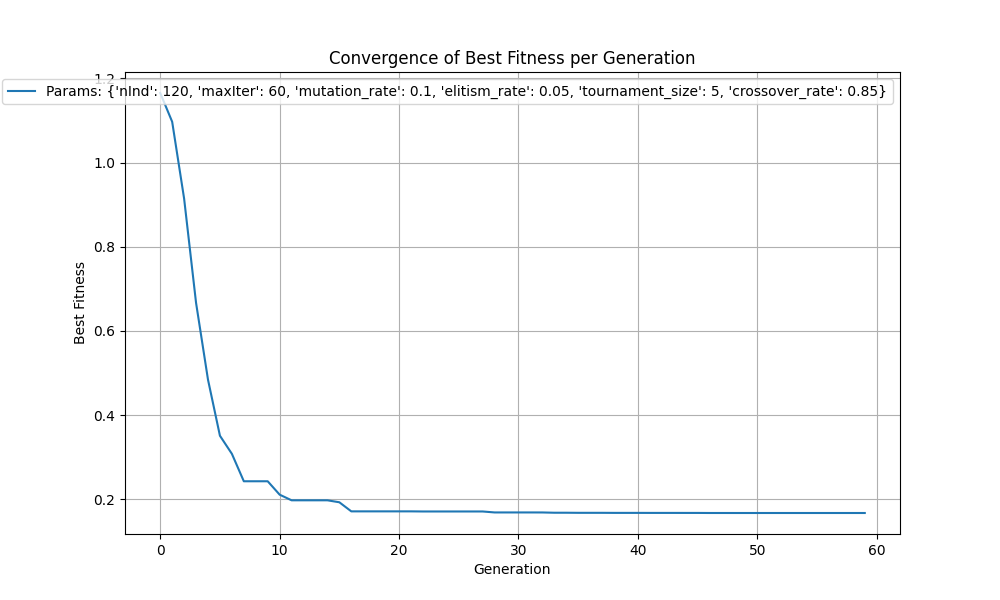 Convergence of Best Fitness per Generation
1.2
Params: {'nInd': 120, 'maxIter': 60, 'mutation_rate': 0.1, 'elitism_rate': 0.05, 'tournament_size': 5, 'crossover_rate': 0.85}
1.0
0.8
0.6
0.4
0.2
Best Fitness
0 10 20 30 40 50 60
Generation